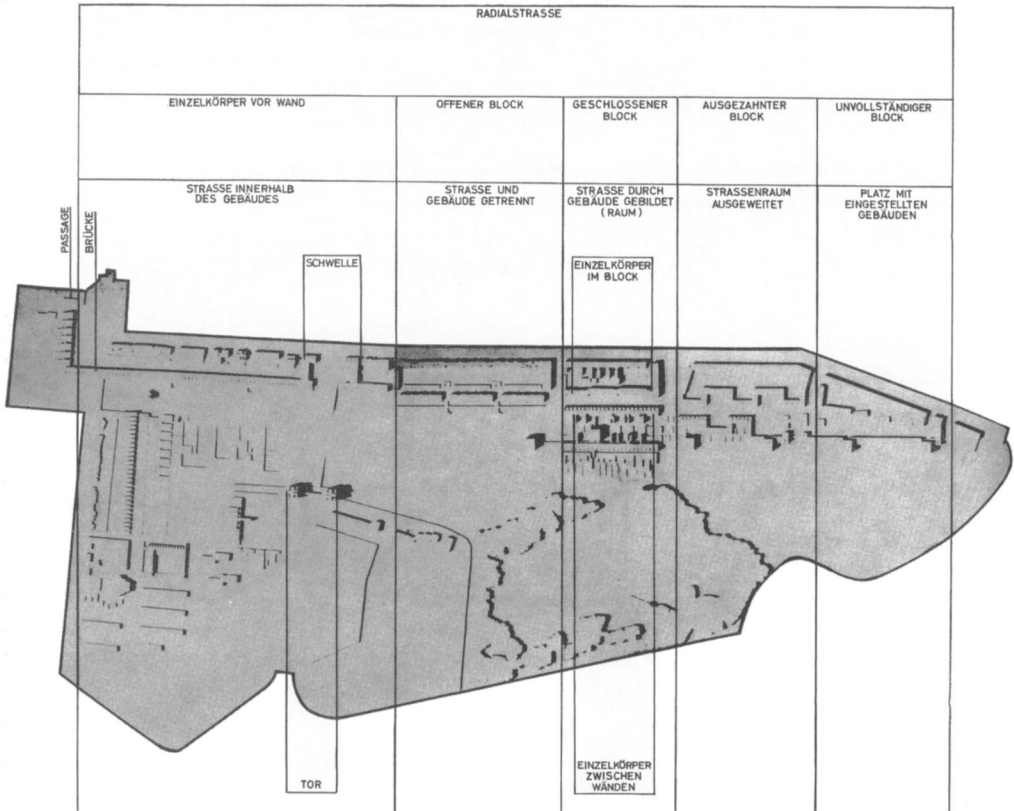 RADIALSTRASSE
EINZELKÖRPER VOR WAND
OFFENER BLOCK
GESCHLOSSENER
BLOCK
AUSGEZAHNTER
BLOCK
UNVOLLSTÄNDIGER
BLOCK
STRASSE INNERHALB
DES GEBÄUDES
STRASSE UND
GEBÄUDE GETRENNT
STRASSE DURCH
GEBÄUDE GEBILDET
(RAUM)
STRASSENRAUM
AUSGEWEITET
PLATZ MIT
EINGESTELLTEN
GEBÄUDEN
PASSAGE
BRÜCKE
SCHWELLE
EINZELKÖRPER
IM BLOCK
TOR
EINZELKÖRPER
ZWISCHEN
WÄNDEN